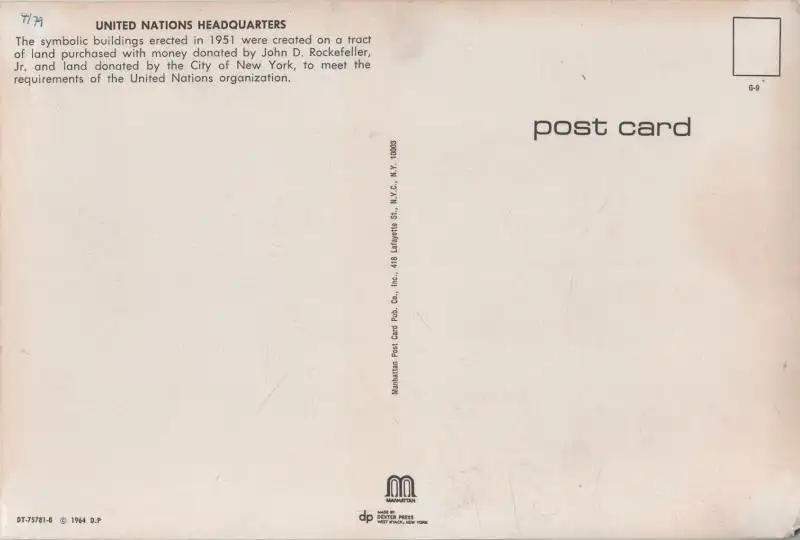 7/79
UNITED NATIONS HEADQUARTERS
The symbolic buildings erected in 1951 were created on a tract
of land purchased with money donated by John D. Rockefeller,
Jr. and land donated by the City of New York, to meet the
requirements of the United Nations organization.
G-9
post card
Manhattan Post Card Pub. Co., Inc., 418 Lafayette St., N.Y.C., N.Y. 10003
MANHATTAN
dp
MADE BY
DEXTER PRESS
WEST NYACK, NEW YORK
DT-75781-B © 1964 D.P